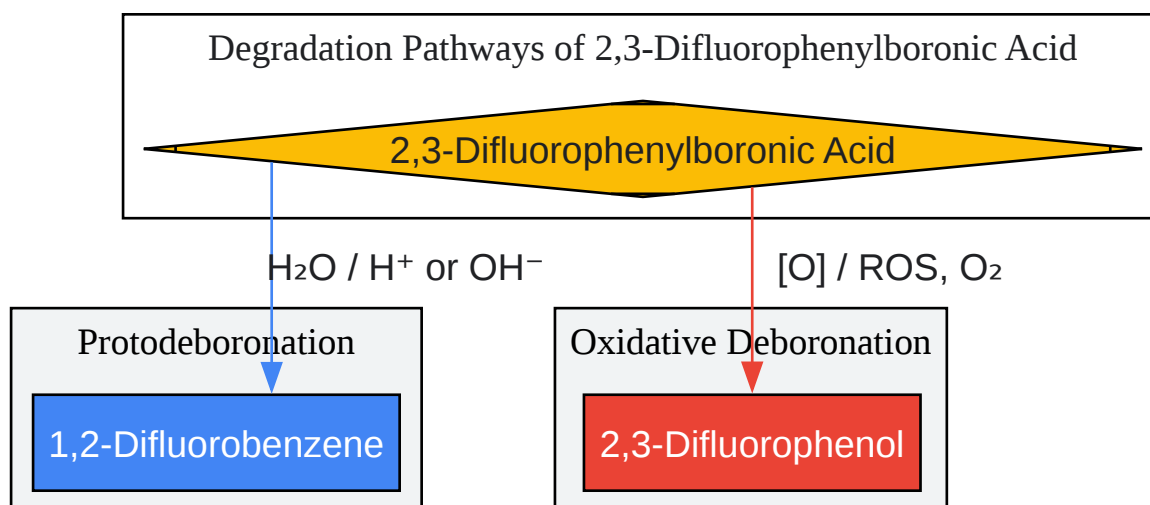 Degradation Pathways of 2,3-Difluorophenylboronic Acid
2,3-Difluorophenylboronic Acid
H₂O / H⁺ or OH⁻
[O] / ROS, O₂
Protodeboronation
Oxidative Deboronation
1,2-Difluorobenzene
2,3-Difluorophenol